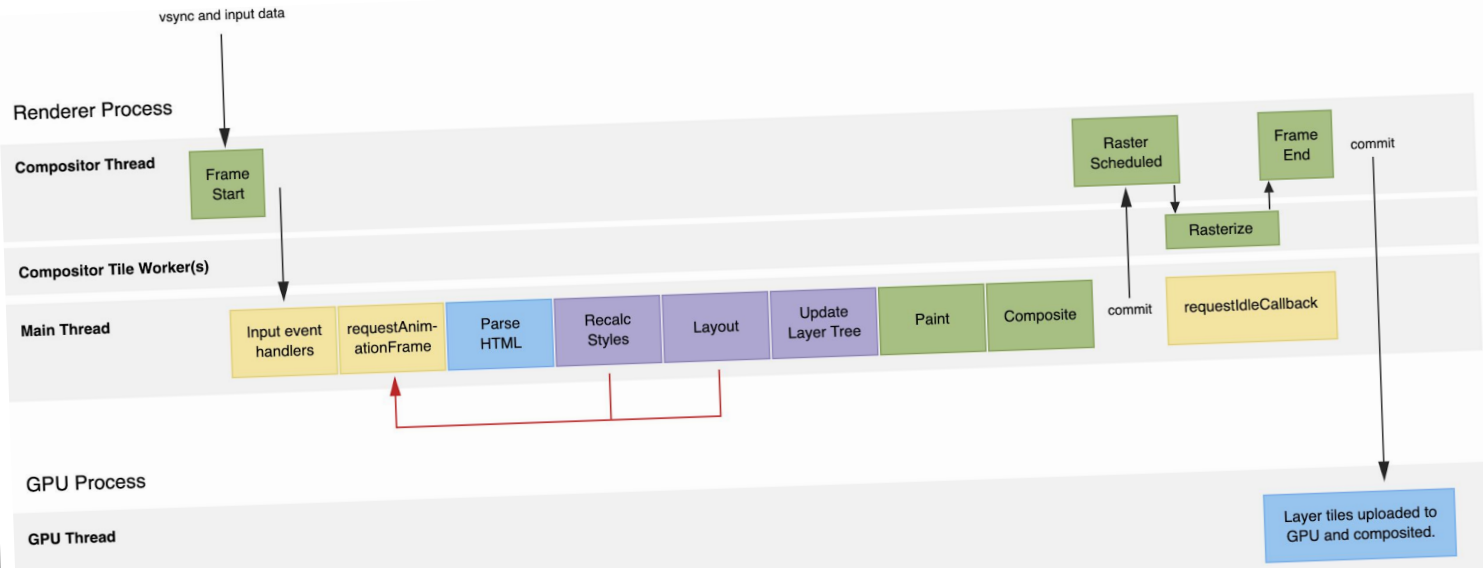 vsync and input data
Renderer Process
Compositor Thread
Frame
Start
Raster
Scheduled
Frame
End
commit
Rasterize
Compositor Tile Worker(s)
Main Thread
Input event
handlers
requestAnim-
ationFrame
Parse
HTML
Recalc
Styles
Layout
Update
Layer Tree
Paint
Composite
commit
requestIdleCallback
GPU Process
GPU Thread
Layer tiles uploaded to
GPU and composited.